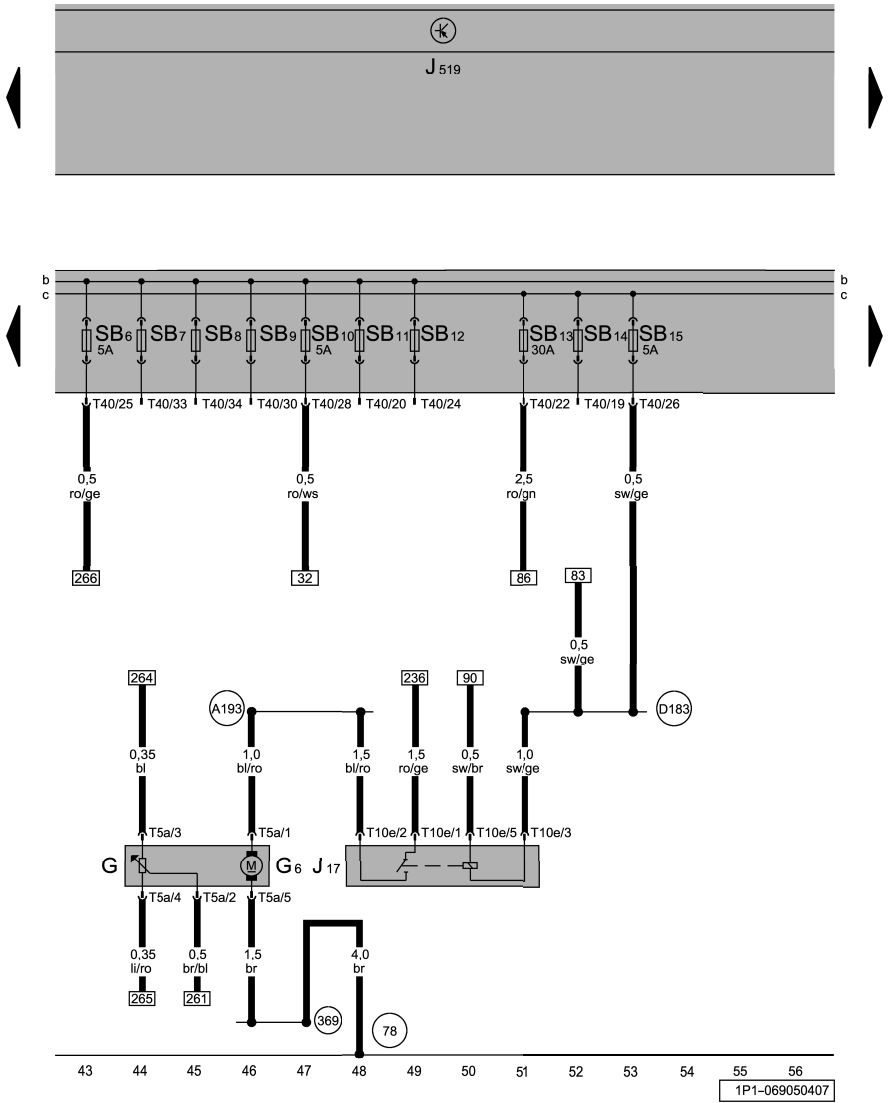 J 519
b b
c c
SB6 SB7 SB8 SB9 SB10 SB11 SB12 SB13 SB14 SB15
5A 5A 30A 5A
T40/25 T40/33 T40/34 T40/30 T40/28 T40/20 T40/24 T40/22 T40/19 T40/26
0,5 0,5 2,5 0,5
ro/ge ro/ws ro/gn sw/ge
266 32 86 83
0,5
sw/ge
264 236 90
A193 D183
0,35 1,0 1,5 1,5 0,5 1,0
bl bl/ro bl/ro ro/ge sw/br sw/ge
T5a/3 T5a/1 T10e/2 T10e/1 T10e/5 T10e/3
G M G6 J17
T5a/4 T5a/2 T5a/5
0,35 0,5 1,5 4,0
li/ro br/bl br br
265 261
369
78
43 44 45 46 47 48 49 50 51 52 53 54 55 56
1P1-069050407